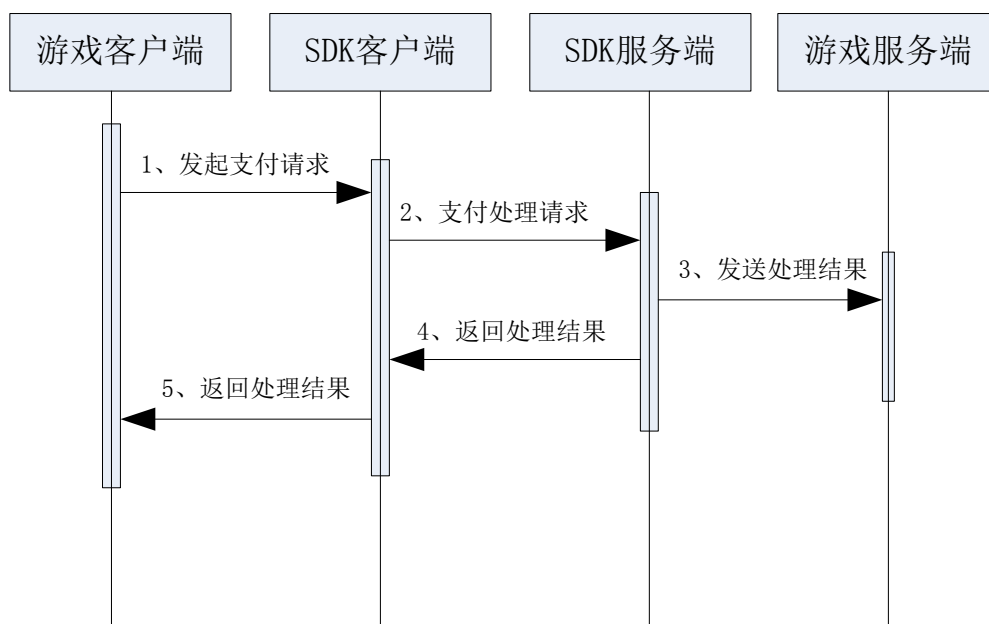 游戏客户端
SDK客户端
SDK服务端
游戏服务端
1、发起支付请求
2、支付处理请求
3、发送处理结果
4、返回处理结果
5、返回处理结果